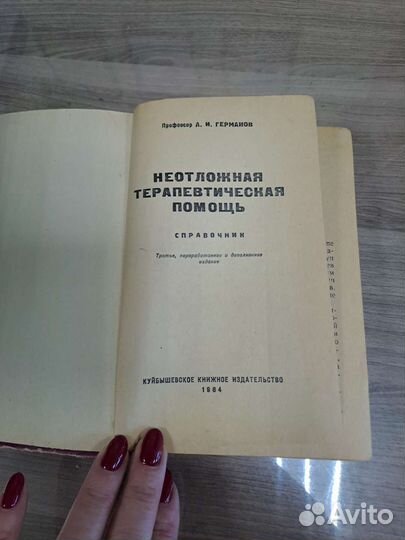 Профессор А. И. ГЕРМАНОВ
НЕОТЛОЖНАЯ
ТЕРАПЕВТИЧЕСКАЯ
ПОМОЩЬ
СПРАВОЧНИК
Третье, переработанное и дополненное
издание
КУЙБЫШЕВСКОЕ КНИЖНОЕ ИЗДАТЕЛЬСТВО
1964
Avito